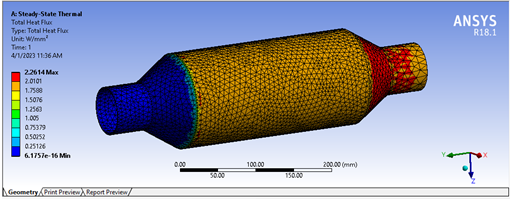 A: Steady-State Thermal
Total Heat Flux
Type: Total Heat Flux
Unit: W/mm²
Time: 1
4/1/2023 11:36 AM
2.2614 Max
2.0101
1.7588
1.5076
1.2563
1.005
0.75379
0.50252
0.25126
6.1757e-16 Min
ANSYS
R18.1
0.00 100.00 200.00 (mm)
50.00 150.00
Y X
Z
Geometry Print Preview Report Preview